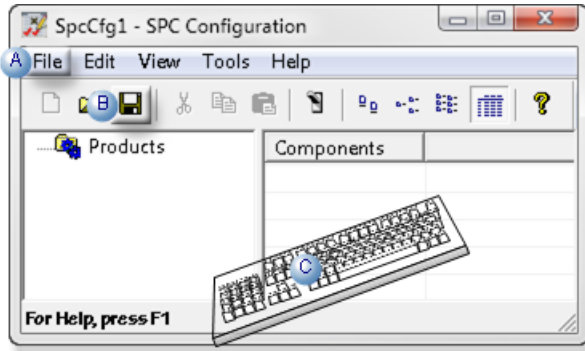 SpcCfg1 - SPC Configuration
A File Edit View Tools Help
B
Products Components
C
For Help, press F1